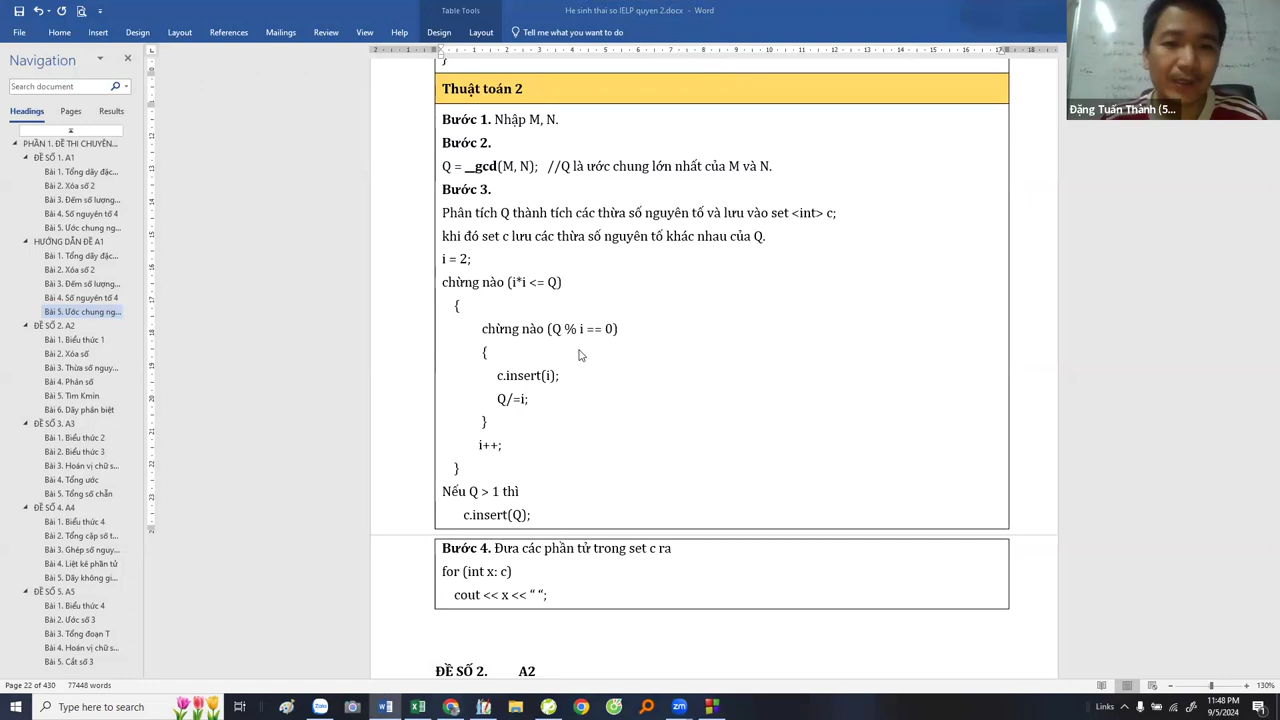 Table Tools
He sinh thai so IELP quyen 2.docx - Word
File
Home
Insert
Design
Layout
References
Mailings
Review
View
Help
Design
Layout
Tell me what you want to do
Navigation
Search document
Headings
Pages
Results
PHẦN 1. ĐỀ THI CHUYÊN...
ĐỀ SỐ 1. A1
Bài 1. Tổng dãy đặc...
Bài 2. Xóa số 2
Bài 3. Đếm số lượng...
Bài 4. Số nguyên tố 4
Bài 5. Ước chung ng...
HƯỚNG DẪN ĐỀ A1
Bài 1. Tổng dãy đặc...
Bài 2. Xóa số 2
Bài 3. Đếm số lượng...
Bài 4. Số nguyên tố 4
Bài 5. Ước chung ng...
ĐỀ SỐ 2. A2
Bài 1. Biểu thức 1
Bài 2. Xóa số
Bài 3. Thừa số nguy...
Bài 4. Phân số
Bài 5. Tìm Kmin
Bài 6. Dãy phân biệt
ĐỀ SỐ 3. A3
Bài 1. Biểu thức 2
Bài 2. Biểu thức 3
Bài 3. Hoán vị chữ s...
Bài 4. Tổng ước
Bài 5. Tổng số chẵn
ĐỀ SỐ 4. A4
Bài 1. Biểu thức 4
Bài 2. Tổng cập số t...
Bài 3. Ghép số nguy...
Bài 4. Liệt kê phần tử
Bài 5. Dãy không gi...
ĐỀ SỐ 5. A5
Bài 1. Biểu thức 4
Bài 2. Ước số 3
Bài 3. Tổng đoạn T
Bài 4. Hoán vị chữ s...
Bài 5. Cắt số 3
}
Thuật toán 2
Bước 1. Nhập M, N.
Bước 2.
Q = __gcd(M, N); //Q là ước chung lớn nhất của M và N.
Bước 3.
Phân tích Q thành tích các thừa số nguyên tố và lưu vào set <int> c;
khi đó set c lưu các thừa số nguyên tố khác nhau của Q.
i = 2;
chừng nào (i*i <= Q)
{
chừng nào (Q % i == 0)
{
c.insert(i);
Q/=i;
}
i++;
}
Nếu Q > 1 thì
c.insert(Q);
Bước 4. Đưa các phần tử trong set c ra
for (int x: c)
cout << x << “ “;
ĐỀ SỐ 2. A2
Đặng Tuấn Thành (5...
Page 22 of 430
77448 words
130%
Type here to search
11:48 PM
9/5/2024